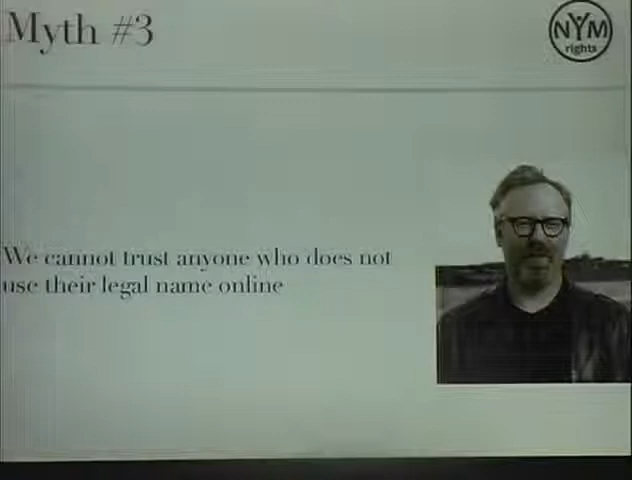 Myth #3
NYM
rights
We cannot trust anyone who does not
use their legal name online